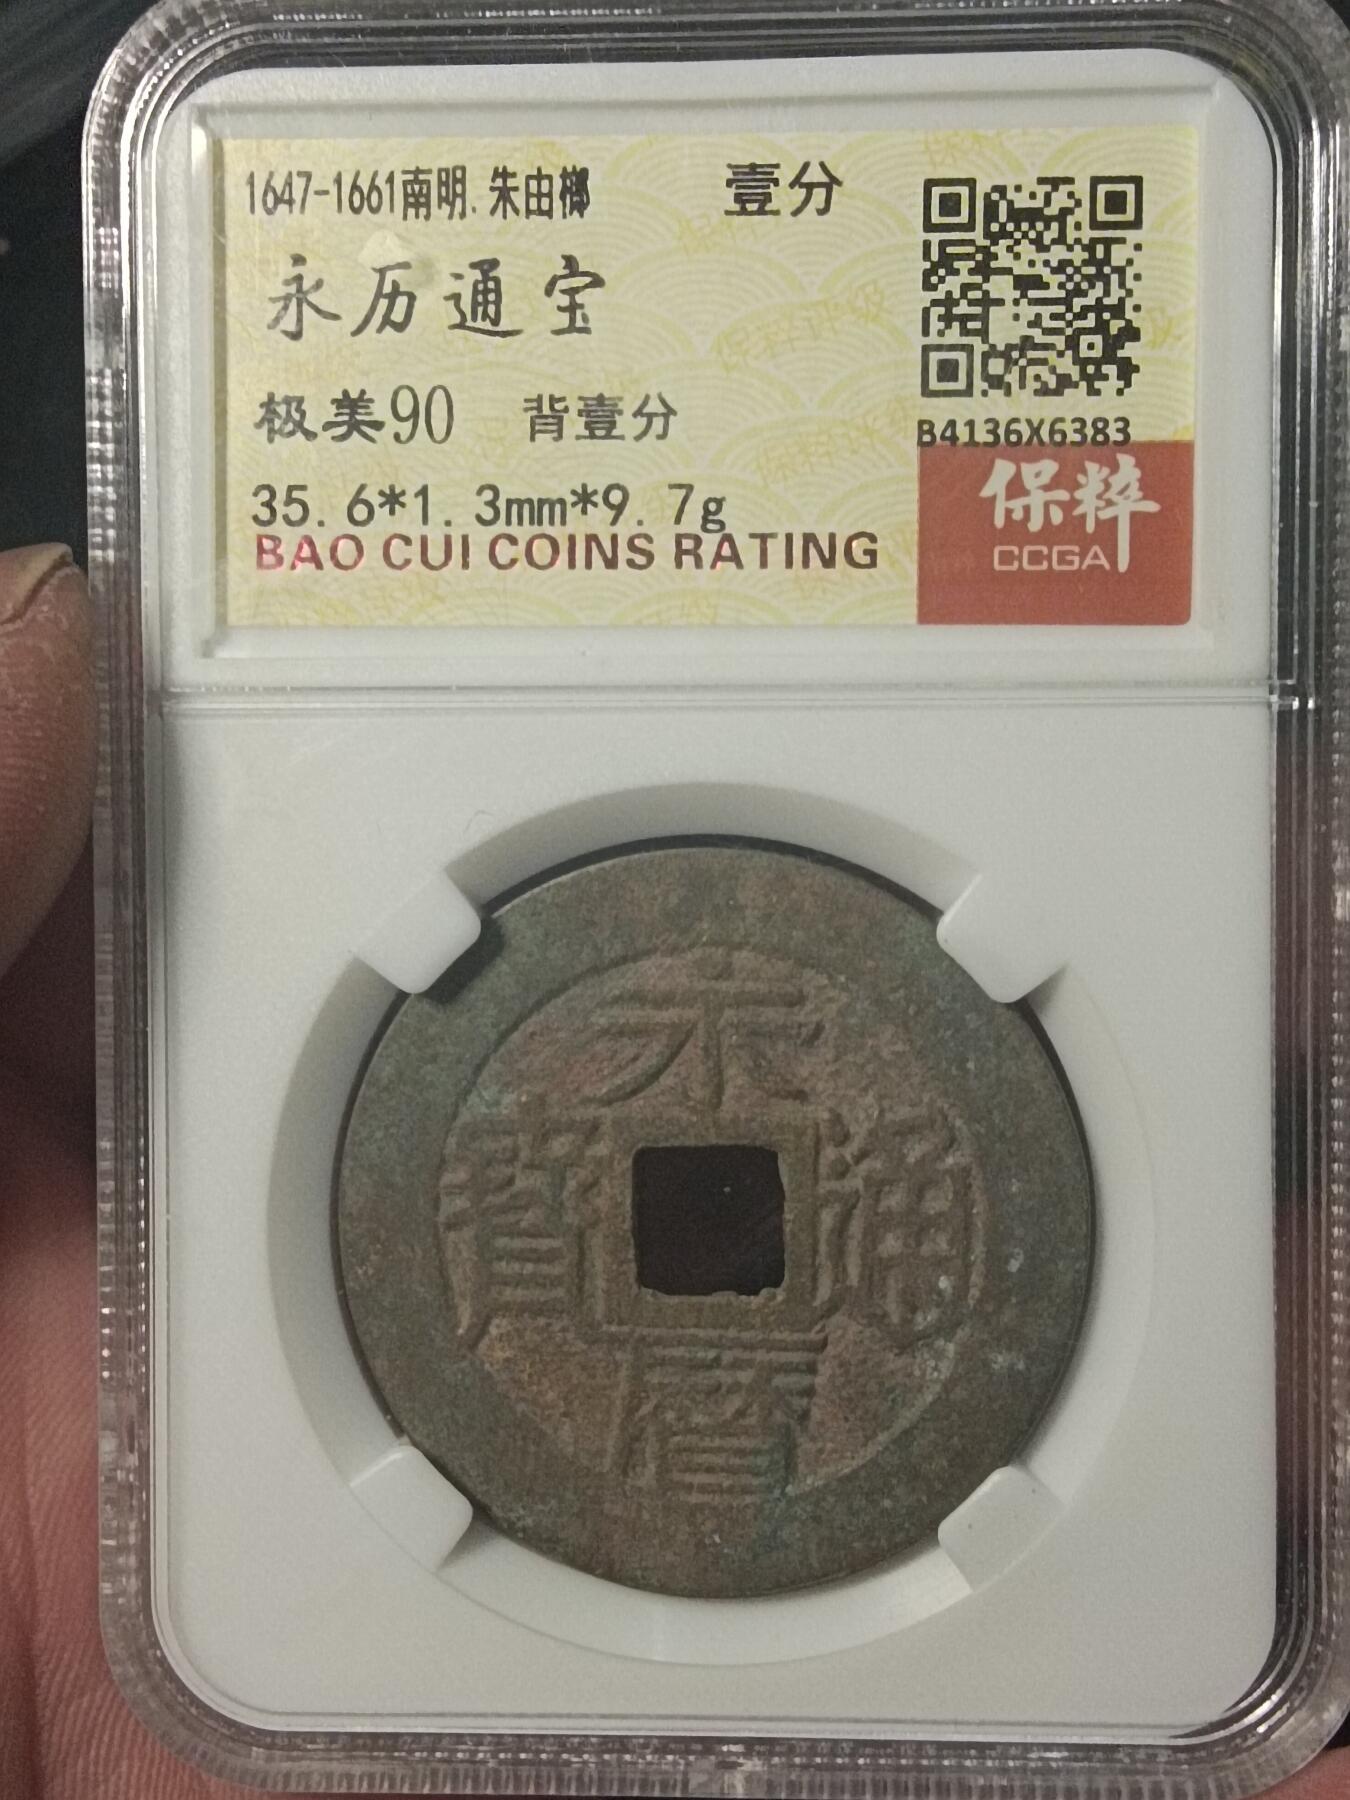 1647-1661南明.朱由榔 壹分
永历通宝
极美90 背壹分
B4136X6383
35.6*1.3mm*9.7g
BAO CUI COINS RATING
保粹
CCGA
永曆通寳